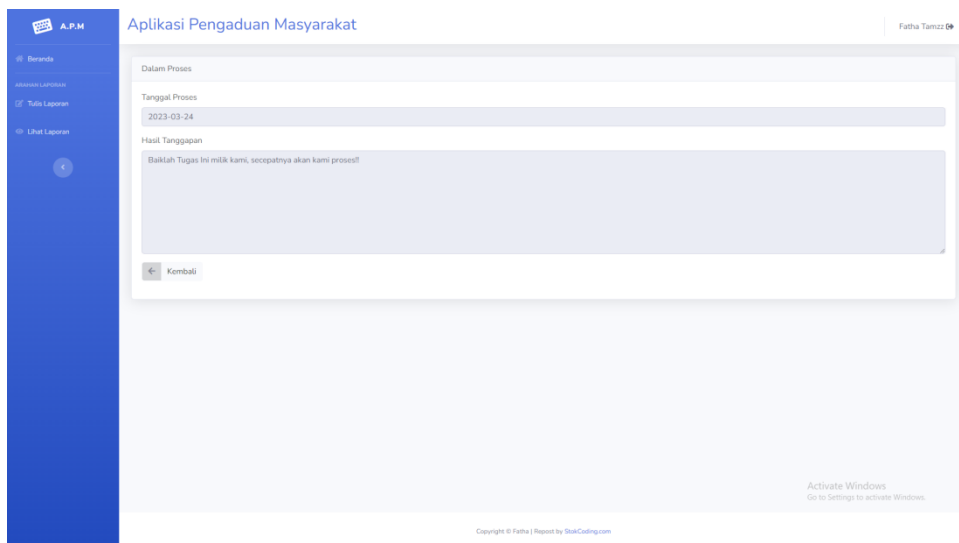 A.P.M
Aplikasi Pengaduan Masyarakat
Fatha Tamzz
Beranda
ARAHAN LAPORAN
Tulis Laporan
Lihat Laporan
Dalam Proses
Tanggal Proses
2023-03-24
Hasil Tanggapan
Baiklah Tugas Ini milik kami, secepatnya akan kami proses!!
Kembali
Activate Windows
Go to Settings to activate Windows.
Copyright © Fatha | Repost by StokCoding.com